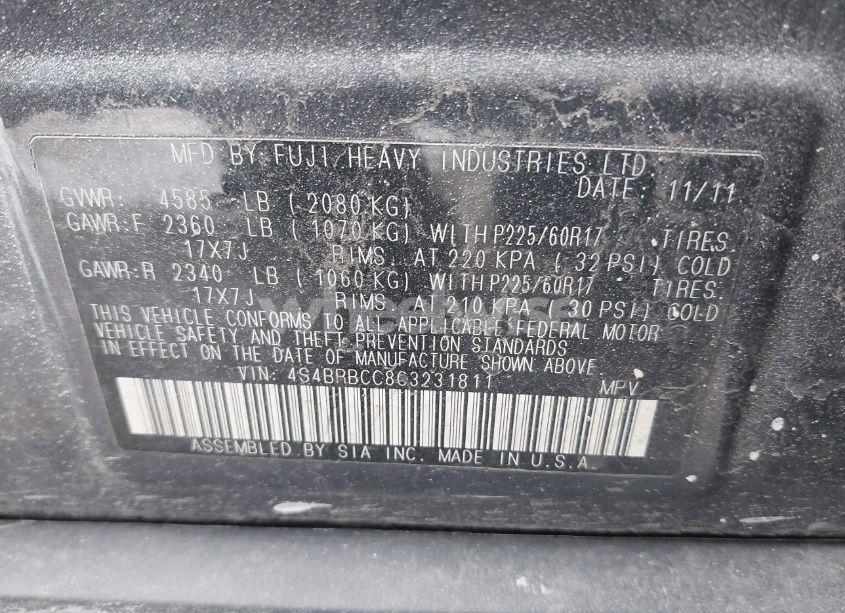 MFD BY FUJI HEAVY INDUSTRIES LTD.
DATE: 11/11
GVWR: 4585 LB ( 2080 KG)
GAWR:F 2360 LB ( 1070 KG) WITH P225/60R17 TIRES.
17X7J RIMS. AT 220 KPA ( 32 PSI) COLD
GAWR:R 2340 LB ( 1060 KG) WITH P225/60R17 TIRES.
17X7J RIMS. AT 210 KPA ( 30 PSI) COLD
THIS VEHICLE CONFORMS TO ALL APPLICABLE FEDERAL MOTOR
VEHICLE SAFETY AND THEFT PREVENTION STANDARDS
IN EFFECT ON THE DATE OF MANUFACTURE SHOWN ABOVE
VIN: 4S4BRBCC8C3231811 MPV
ASSEMBLED BY SIA INC. MADE IN U.S.A.